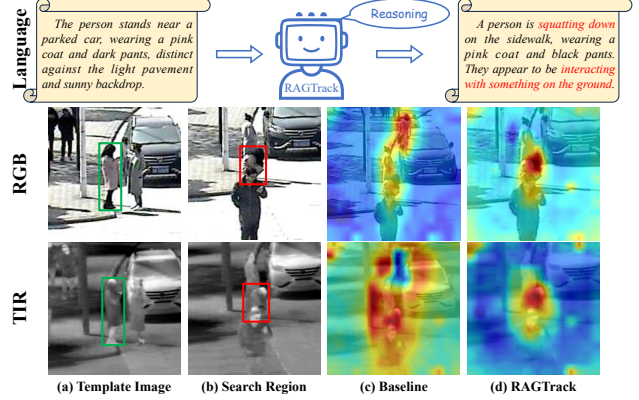 Language
The person stands near a
parked car, wearing a pink
coat and dark pants, distinct
against the light pavement
and sunny backdrop.
Reasoning
RAGTrack
A person is squatting down
on the sidewalk, wearing a
pink coat and black pants.
They appear to be interacting
with something on the ground.
RGB
TIR
(a) Template Image
(b) Search Region
(c) Baseline
(d) RAGTrack